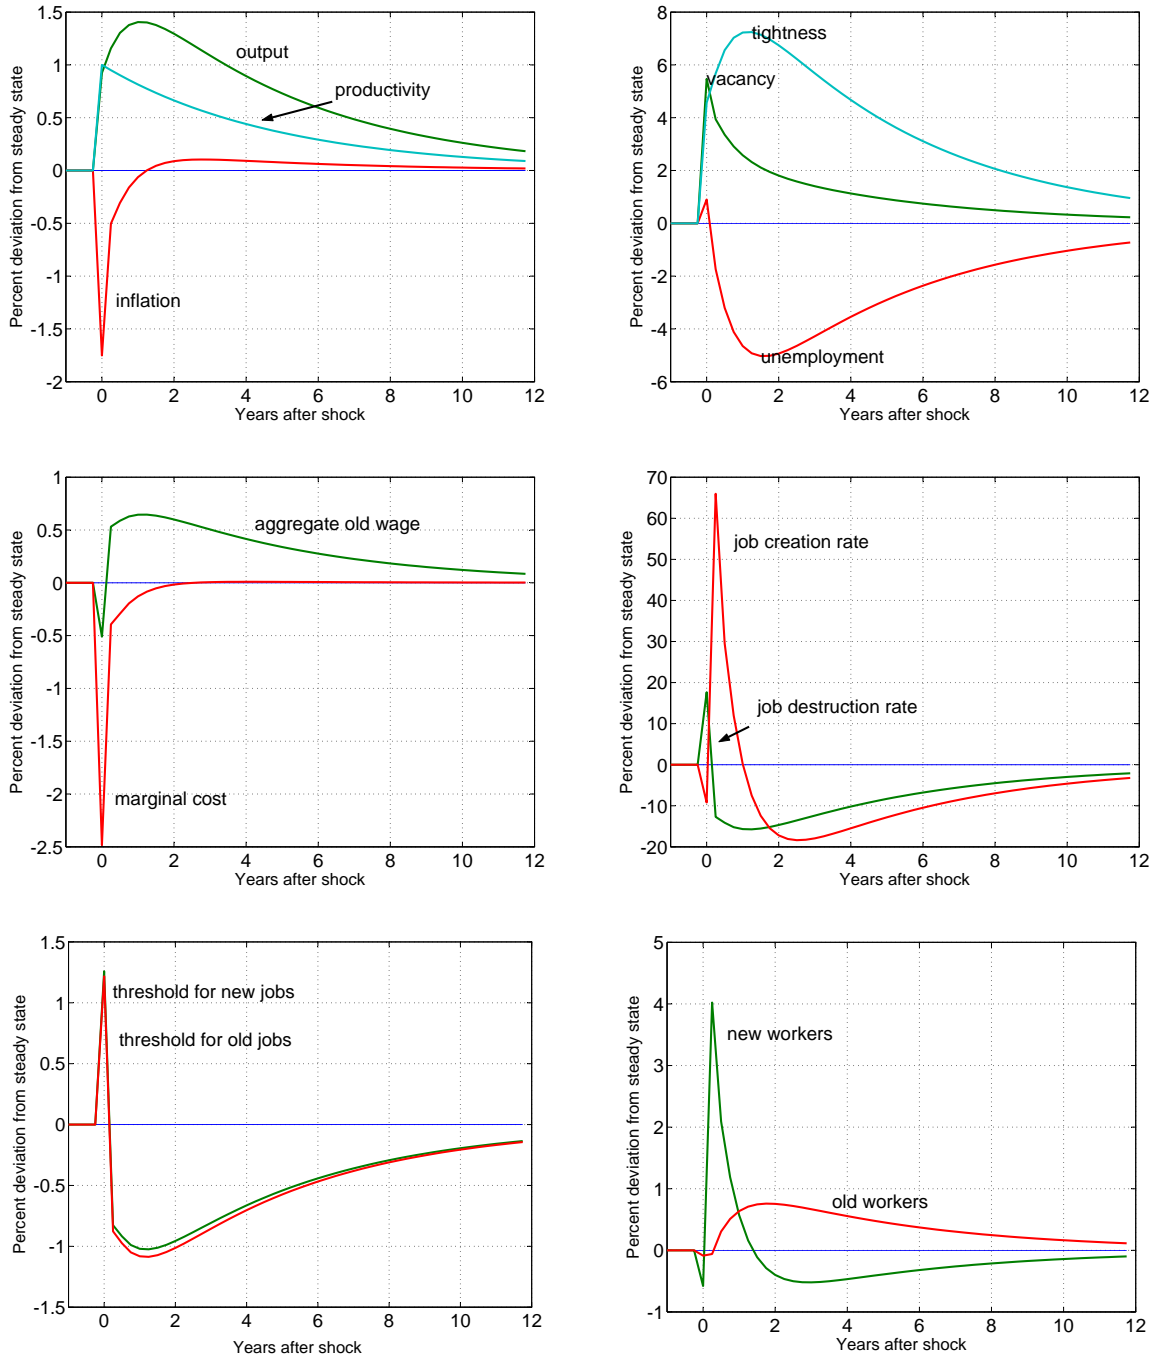 1.5
1
0.5
0
-0.5
-1
-1.5
-2
Percent deviation from steady state
output
productivity
inflation
0 2 4 6 8 10 12
Years after shock
8
6
4
2
0
-2
-4
-6
Percent deviation from steady state
tightness
vacancy
unemployment
0 2 4 6 8 10 12
Years after shock
1
0.5
0
-0.5
-1
-1.5
-2
-2.5
Percent deviation from steady state
aggregate old wage
marginal cost
0 2 4 6 8 10 12
Years after shock
70
60
50
40
30
20
10
0
-10
-20
Percent deviation from steady state
job creation rate
job destruction rate
0 2 4 6 8 10 12
Years after shock
1.5
1
0.5
0
-0.5
-1
-1.5
Percent deviation from steady state
threshold for new jobs
threshold for old jobs
0 2 4 6 8 10 12
Years after shock
5
4
3
2
1
0
-1
Percent deviation from steady state
new workers
old workers
0 2 4 6 8 10 12
Years after shock